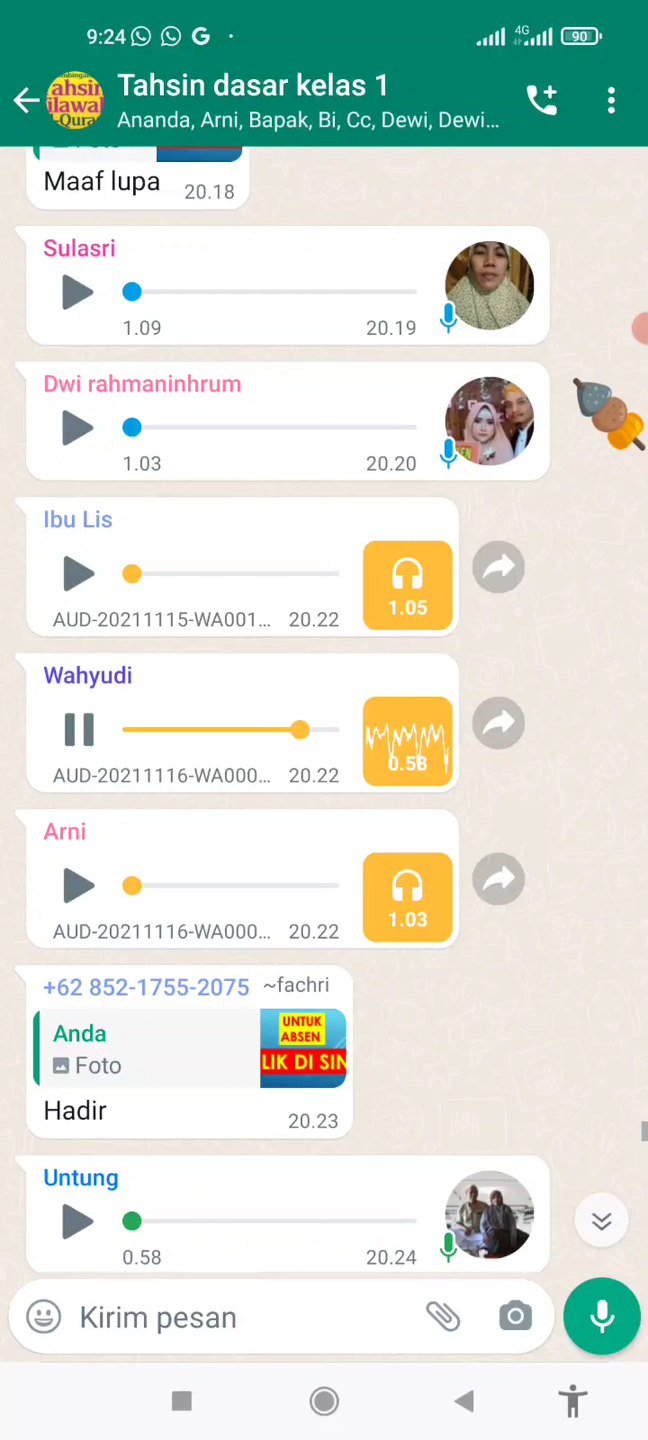 9:24
4G
90
Tahsin dasar kelas 1
Ananda, Arni, Bapak, Bi, Cc, Dewi, Dewi...
ahsin
ilawa
-Qura
Maaf lupa
20.18
Sulasri
1.09
20.19
Dwi rahmaninhrum
1.03
20.20
Ibu Lis
1.05
AUD-20211115-WA001...
20.22
Wahyudi
0.58
AUD-20211116-WA000...
20.22
Arni
1.03
AUD-20211116-WA000...
20.22
+62 852-1755-2075 ~fachri
Anda
Foto
UNTUK
ABSEN
LIK DI SIN
Hadir
20.23
Untung
0.58
20.24
Kirim pesan